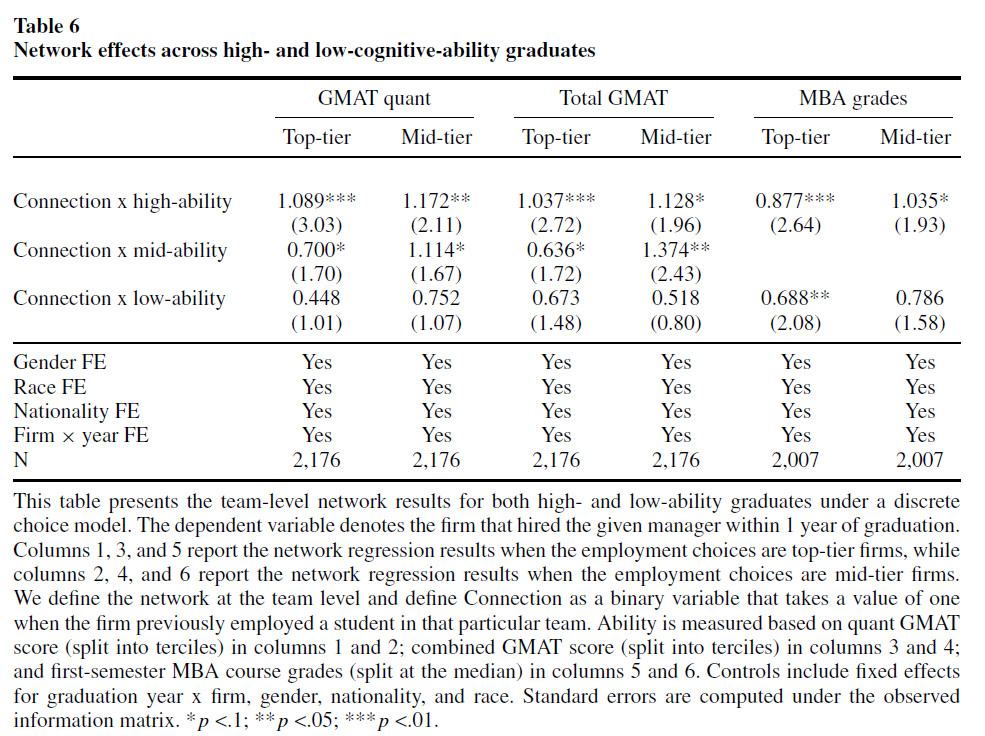 Table 6
Network effects across high- and low-cognitive-ability graduates
GMAT quant Total GMAT MBA grades
Top-tier Mid-tier Top-tier Mid-tier Top-tier Mid-tier
Connection x high-ability 1.089*** 1.172** 1.037*** 1.128* 0.877*** 1.035*
(3.03) (2.11) (2.72) (1.96) (2.64) (1.93)
Connection x mid-ability 0.700* 1.114* 0.636* 1.374**
(1.70) (1.67) (1.72) (2.43)
Connection x low-ability 0.448 0.752 0.673 0.518 0.688** 0.786
(1.01) (1.07) (1.48) (0.80) (2.08) (1.58)
Gender FE Yes Yes Yes Yes Yes Yes
Race FE Yes Yes Yes Yes Yes Yes
Nationality FE Yes Yes Yes Yes Yes Yes
Firm × year FE Yes Yes Yes Yes Yes Yes
N 2,176 2,176 2,176 2,176 2,007 2,007
This table presents the team-level network results for both high- and low-ability graduates under a discrete
choice model. The dependent variable denotes the firm that hired the given manager within 1 year of graduation.
Columns 1, 3, and 5 report the network regression results when the employment choices are top-tier firms, while
columns 2, 4, and 6 report the network regression results when the employment choices are mid-tier firms.
We define the network at the team level and define Connection as a binary variable that takes a value of one
when the firm previously employed a student in that particular team. Ability is measured based on quant GMAT
score (split into terciles) in columns 1 and 2; combined GMAT score (split into terciles) in columns 3 and 4;
and first-semester MBA course grades (split at the median) in columns 5 and 6. Controls include fixed effects
for graduation year x firm, gender, nationality, and race. Standard errors are computed under the observed
information matrix. *p <.1; **p <.05; ***p <.01.